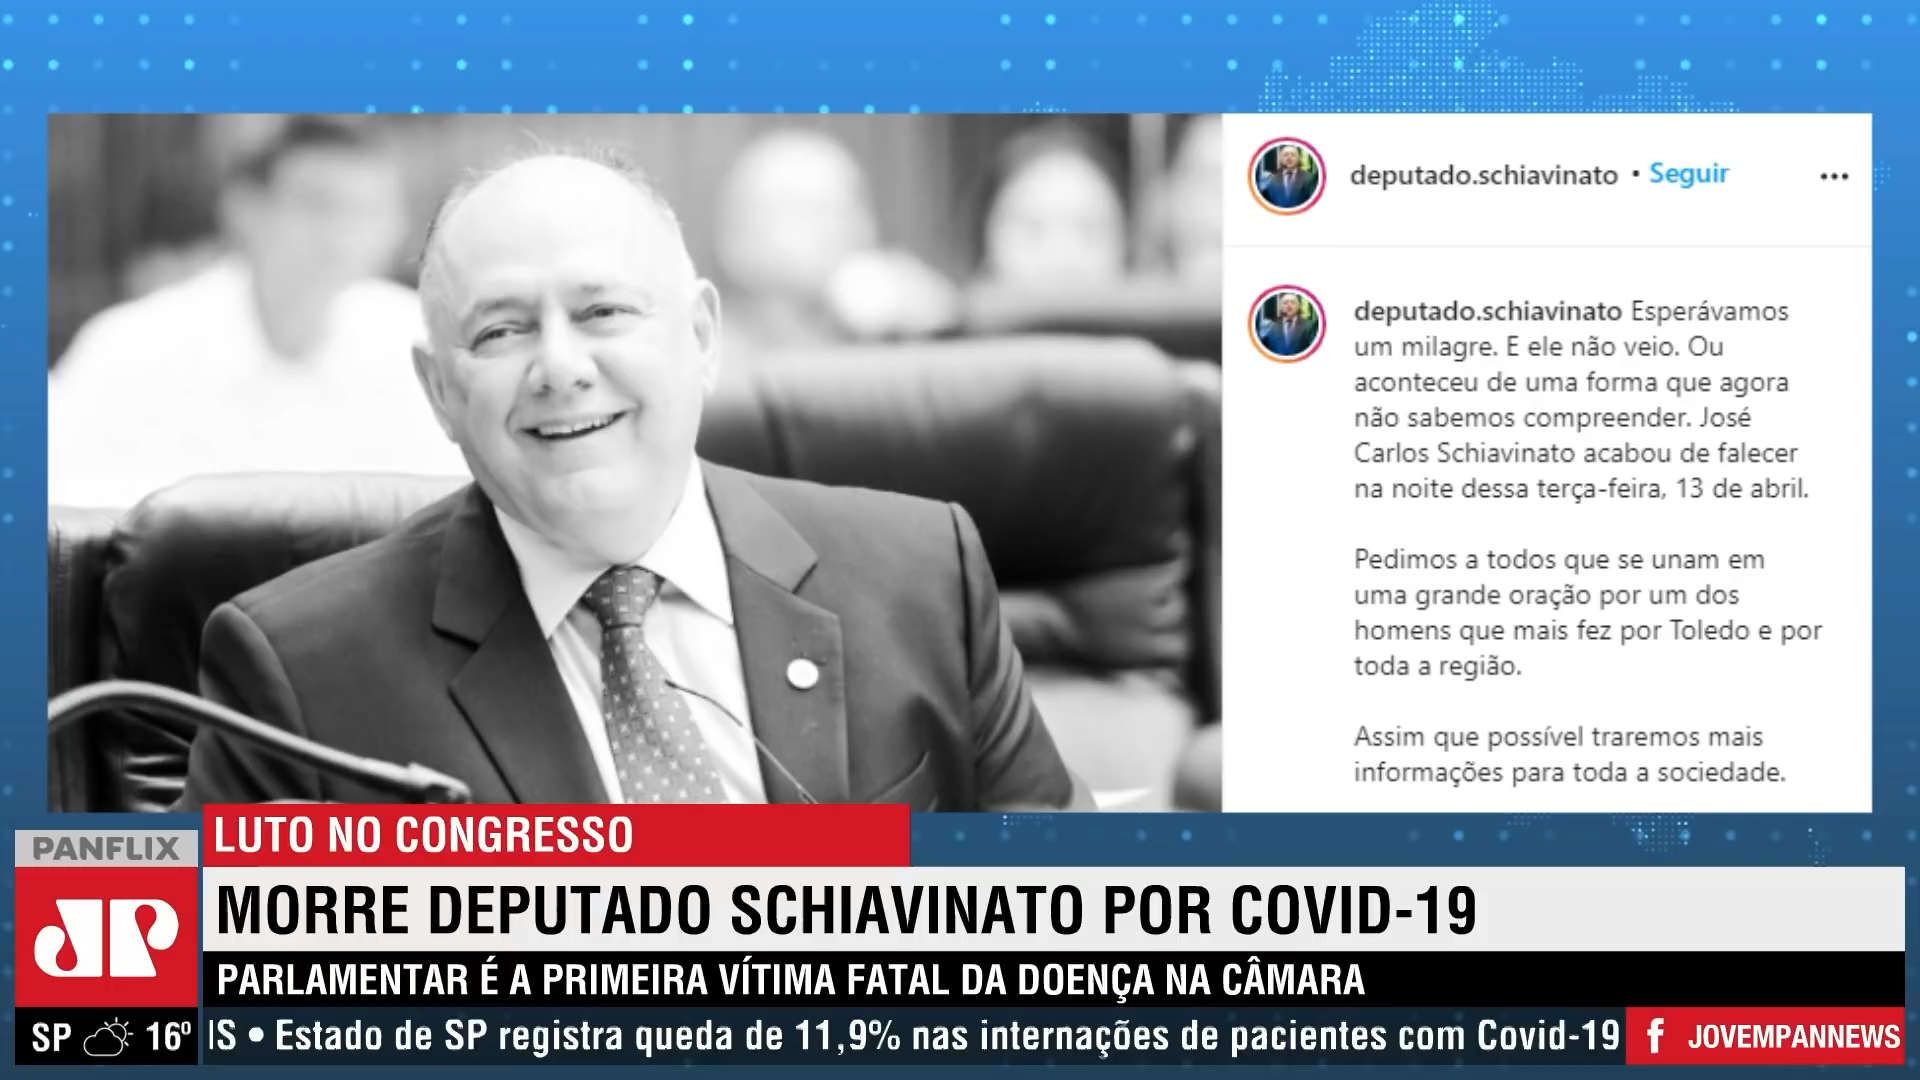 deputado.schiavinato • Seguir ...
deputado.schiavinato Esperávamos
um milagre. E ele não veio. Ou
aconteceu de uma forma que agora
não sabemos compreender. José
Carlos Schiavinato acabou de falecer
na noite dessa terça-feira, 13 de abril.
Pedimos a todos que se unam em
uma grande oração por um dos
homens que mais fez por Toledo e por
toda a região.
Assim que possível traremos mais
informações para toda a sociedade.
LUTO NO CONGRESSO
PANFLIX
JP
MORRE DEPUTADO SCHIAVINATO POR COVID-19
PARLAMENTAR É A PRIMEIRA VÍTIMA FATAL DA DOENÇA NA CÂMARA
SP 16º
IS • Estado de SP registra queda de 11,9% nas internações de pacientes com Covid-19
f JOVEMPANNEWS